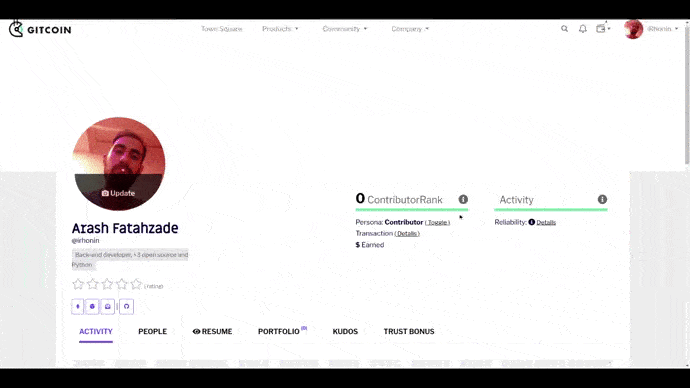 GITCOIN
Town Square Products Community Company @irhonin
Update
Arash Fatahzade
@irhonin
Back-end developer, <3 open source and
Python.
( rating)
0 ContributorRank
Persona: Contributor ( Toggle )
Transaction ( Details )
$ Earned
Activity
Reliability: Details
ACTIVITY PEOPLE RESUME PORTFOLIO (0) KUDOS TRUST BONUS